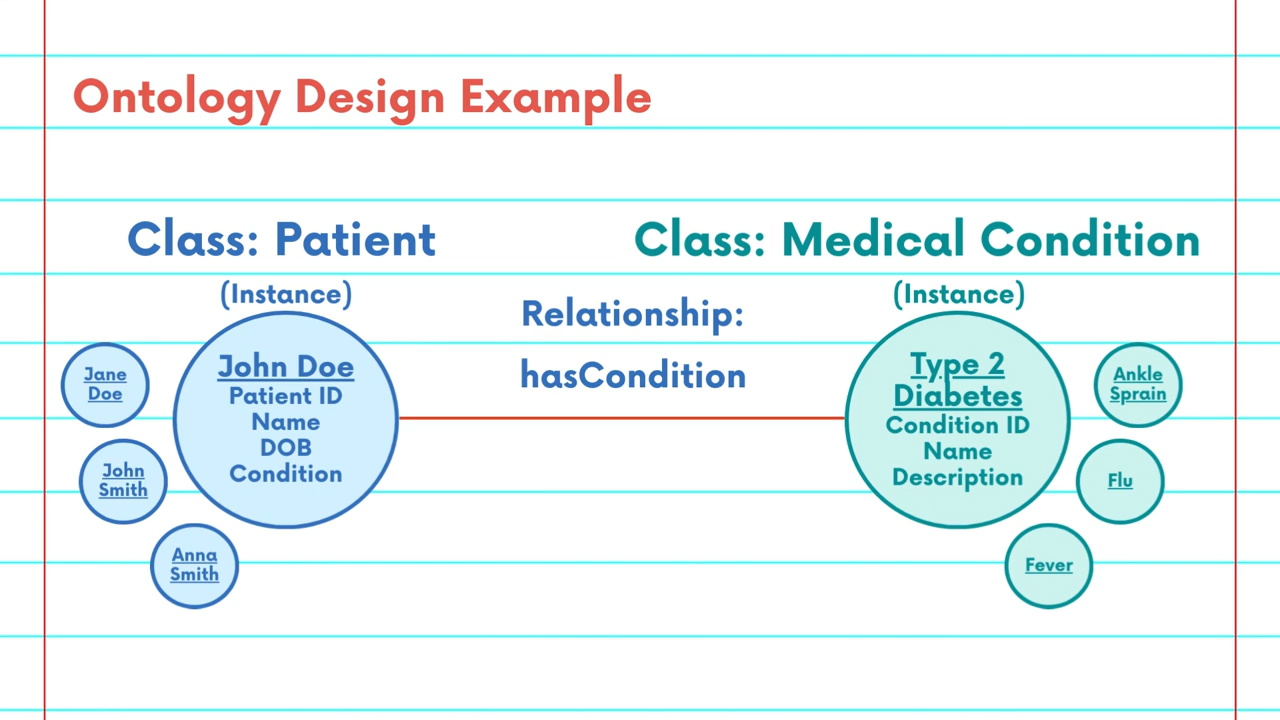 Ontology Design Example
Class: Patient
Class: Medical Condition
(Instance)
(Instance)
Relationship:
hasCondition
John Doe
Patient ID
Name
DOB
Condition
Jane
Doe
John
Smith
Anna
Smith
Type 2
Diabetes
Condition ID
Name
Description
Ankle
Sprain
Flu
Fever